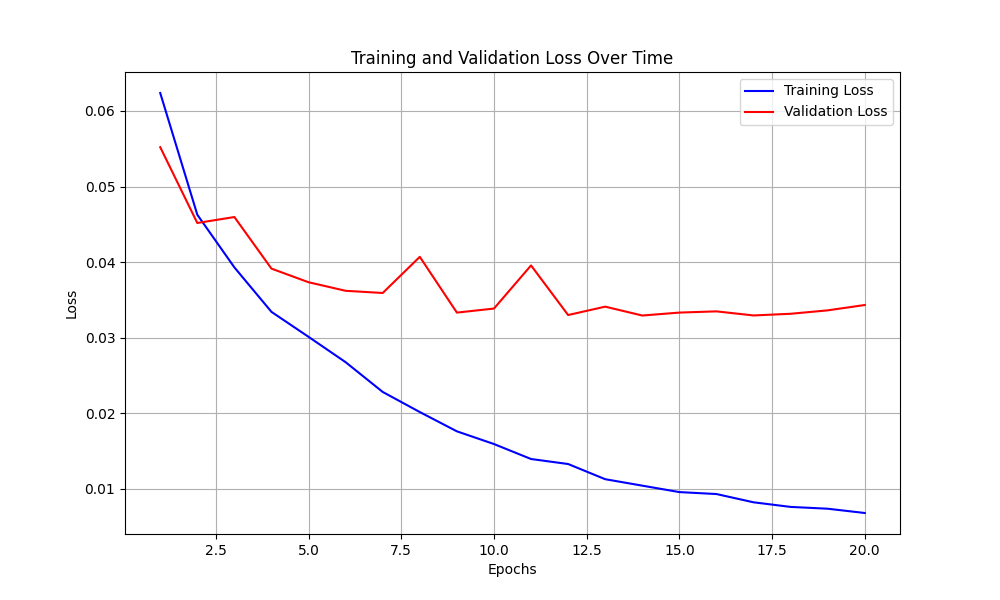 Training and Validation Loss Over Time
Training Loss
Validation Loss
0.06
0.05
0.04
0.03
0.02
0.01
Loss
2.5 5.0 7.5 10.0 12.5 15.0 17.5 20.0
Epochs